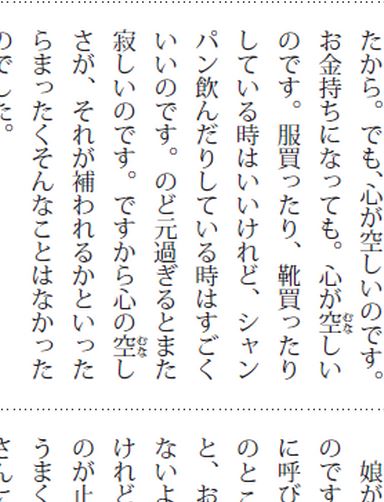 たから。でも、心が空しいのです。
お金持ちになっても。心が空しい
のです。服買ったり、靴買ったり
している時はいいけれど、シャン
パン飲んだりしている時はすごく
いいのです。のど元過ぎるとまた
寂しいのです。ですから心の空し
さが、それが補われるかといった
らまったくそんなことはなかった
のでした。
娘が
のです
に呼び
のとこ
と、お
ないよ
けれど
のが止
うまく
さんて